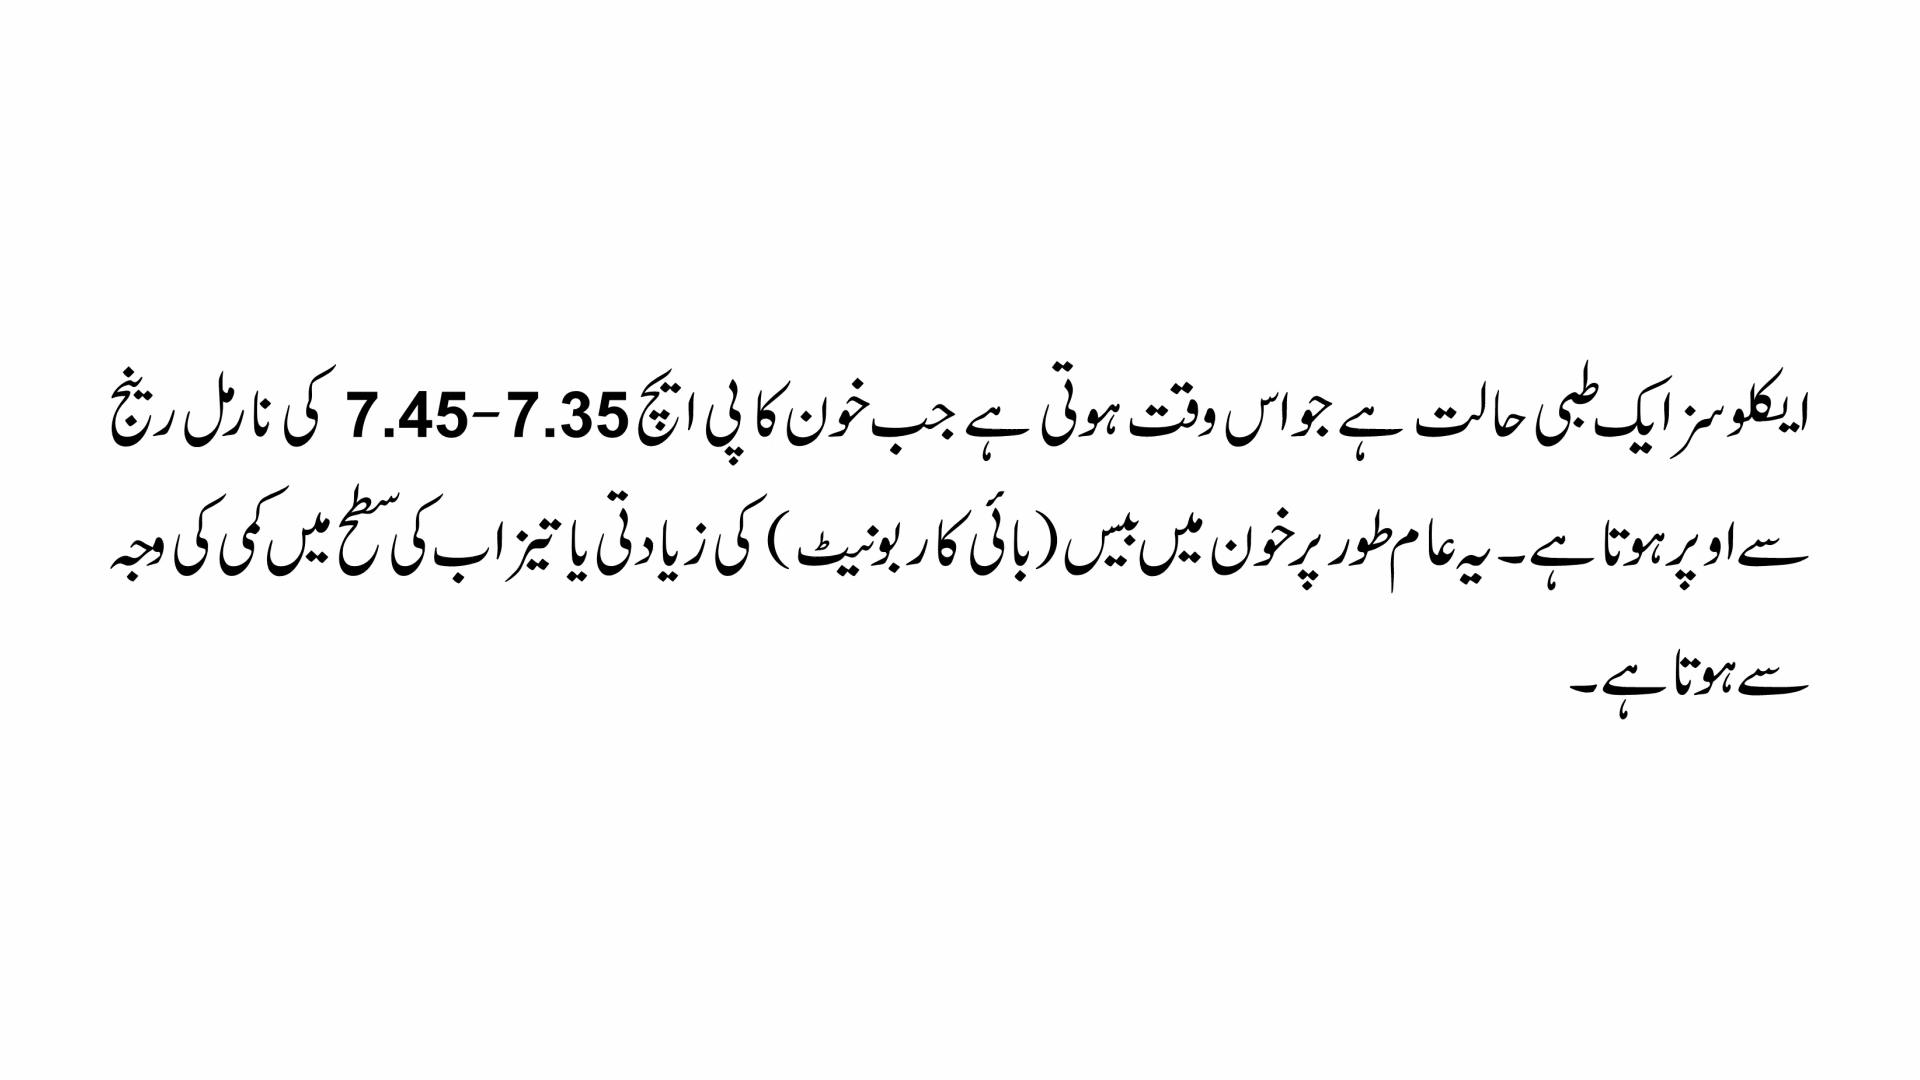 ایلکلوسز ایک طبی حالت ہے جو اس وقت ہوتی ہے جب خون کا پی ایچ 7.35-7.45 کی نارمل رینج
سے اوپر ہوتا ہے۔ یہ عام طور پر خون میں بیس (بائی کاربونیٹ) کی زیادتی یا تیزاب کی سطح میں کمی کی وجہ
سے ہوتا ہے۔